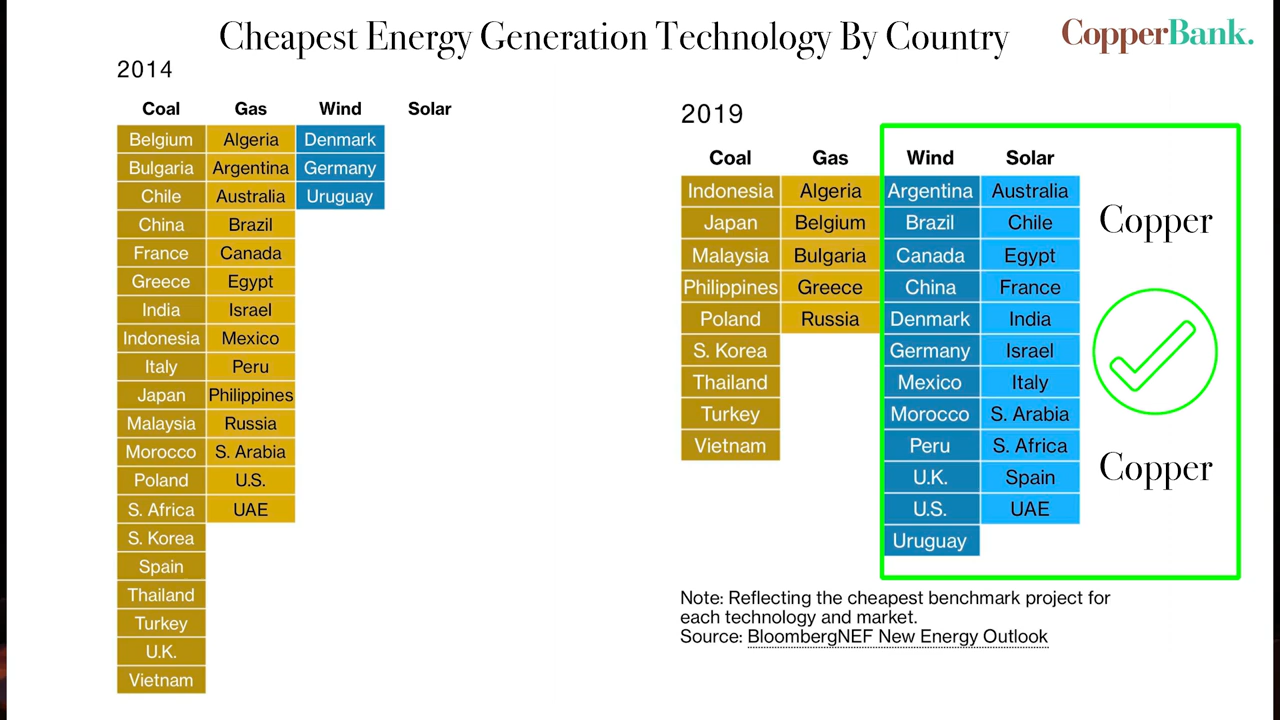 Cheapest Energy Generation Technology By Country
CopperBank.
2014
Coal Gas Wind Solar
Belgium Algeria Denmark
Bulgaria Argentina Germany
Chile Australia Uruguay
China Brazil
France Canada
Greece Egypt
India Israel
Indonesia Mexico
Italy Peru
Japan Philippines
Malaysia Russia
Morocco S. Arabia
Poland U.S.
S. Africa UAE
S. Korea
Spain
Thailand
Turkey
U.K.
Vietnam
2019
Coal Gas Wind Solar
Indonesia Algeria Argentina Australia
Japan Belgium Brazil Chile
Malaysia Bulgaria Canada Egypt
Philippines Greece China France
Poland Russia Denmark India
S. Korea Germany Israel
Thailand Mexico Italy
Turkey Morocco S. Arabia
Vietnam Peru S. Africa
U.K. Spain
U.S. UAE
Uruguay
Copper
Copper
Note: Reflecting the cheapest benchmark project for
each technology and market.
Source: BloombergNEF New Energy Outlook